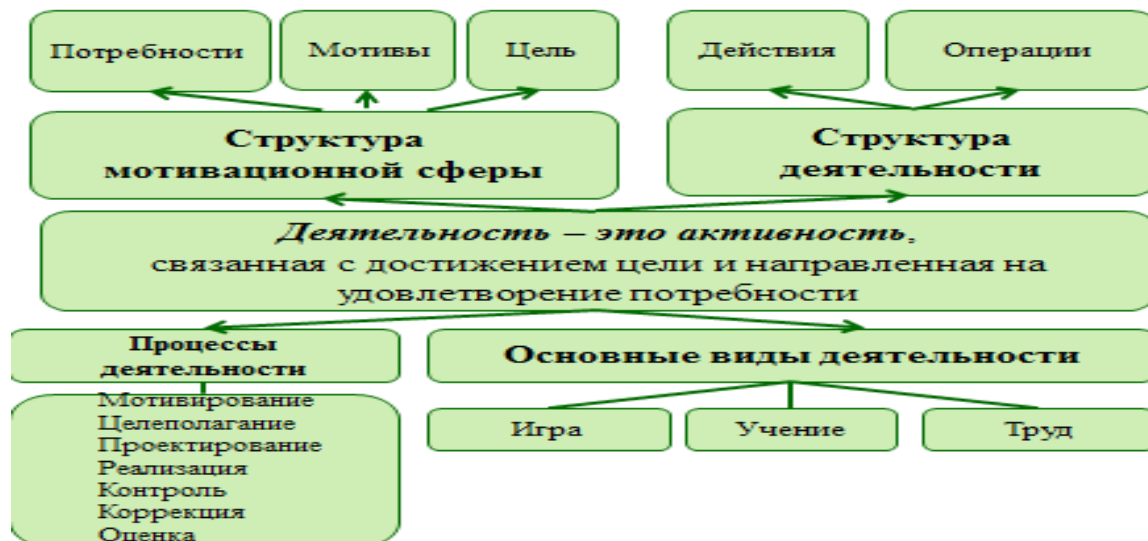 Потребности
Мотивы
Цель
Действия
Операции
Структура
мотивационной сферы
Структура
деятельности
Деятельность – это активность,
связанная с достижением цели и направленная на
удовлетворение потребности
Процессы
деятельности
Основные виды деятельности
Мотивирование
Целеполагание
Проектирование
Реализация
Контроль
Коррекция
Оценка
Игра
Учение
Труд